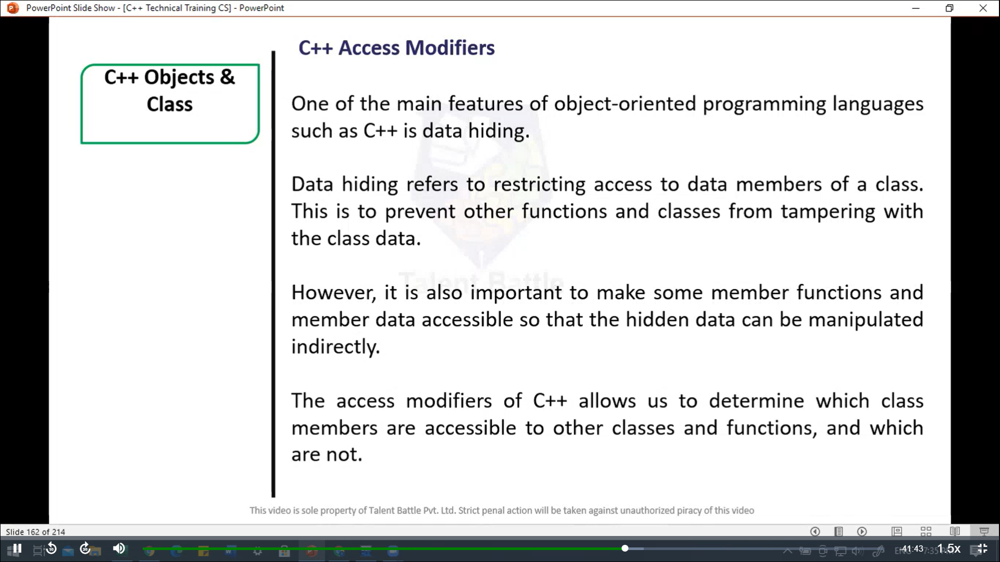 PowerPoint Slide Show - [C++ Technical Training CS] - PowerPoint
C++ Access Modifiers
C++ Objects &
Class
One of the main features of object-oriented programming languages
such as C++ is data hiding.
Data hiding refers to restricting access to data members of a class.
This is to prevent other functions and classes from tampering with
the class data.
Talent Battle
However, it is also important to make some member functions and
member data accessible so that the hidden data can be manipulated
indirectly.
The access modifiers of C++ allows us to determine which class
members are accessible to other classes and functions, and which
are not.
This video is sole property of Talent Battle Pvt. Ltd. Strict penal action will be taken against unauthorized piracy of this video
Slide 162 of 214
10
30
-41:43
1.5x